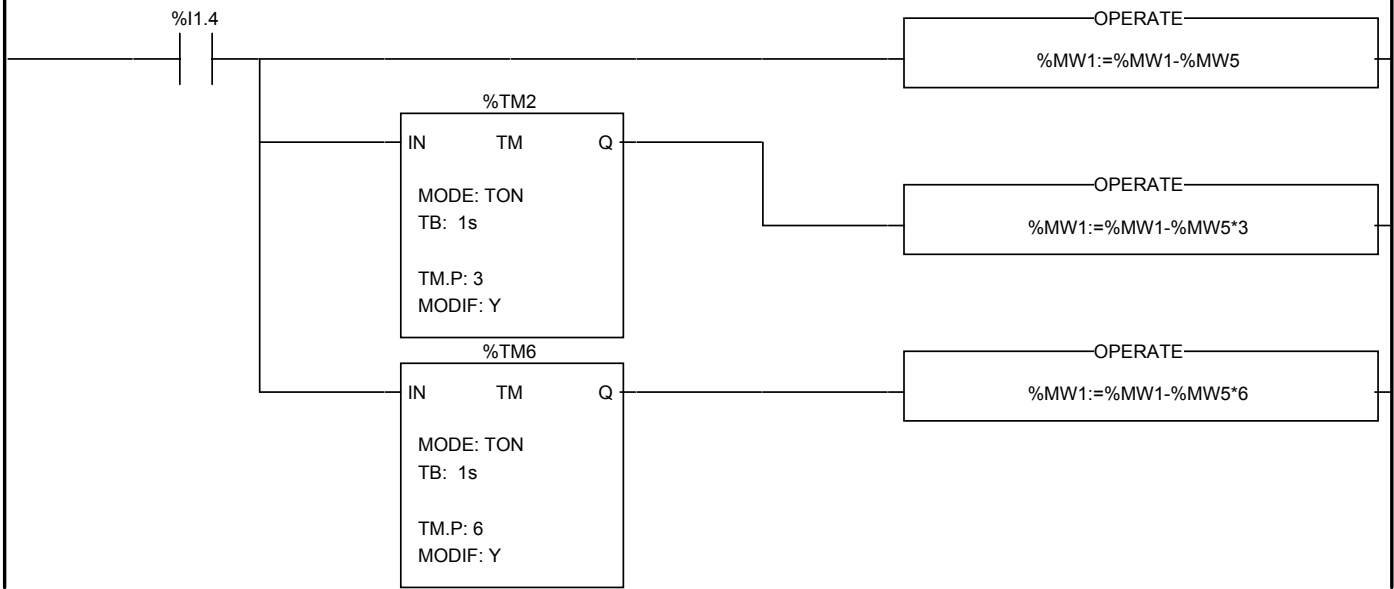 %I1.4
OPERATE
%MW1:=%MW1-%MW5
%TM2
IN TM Q
MODE: TON
TB: 1s
TM.P: 3
MODIF: Y
OPERATE
%MW1:=%MW1-%MW5*3
%TM6
IN TM Q
MODE: TON
TB: 1s
TM.P: 6
MODIF: Y
OPERATE
%MW1:=%MW1-%MW5*6